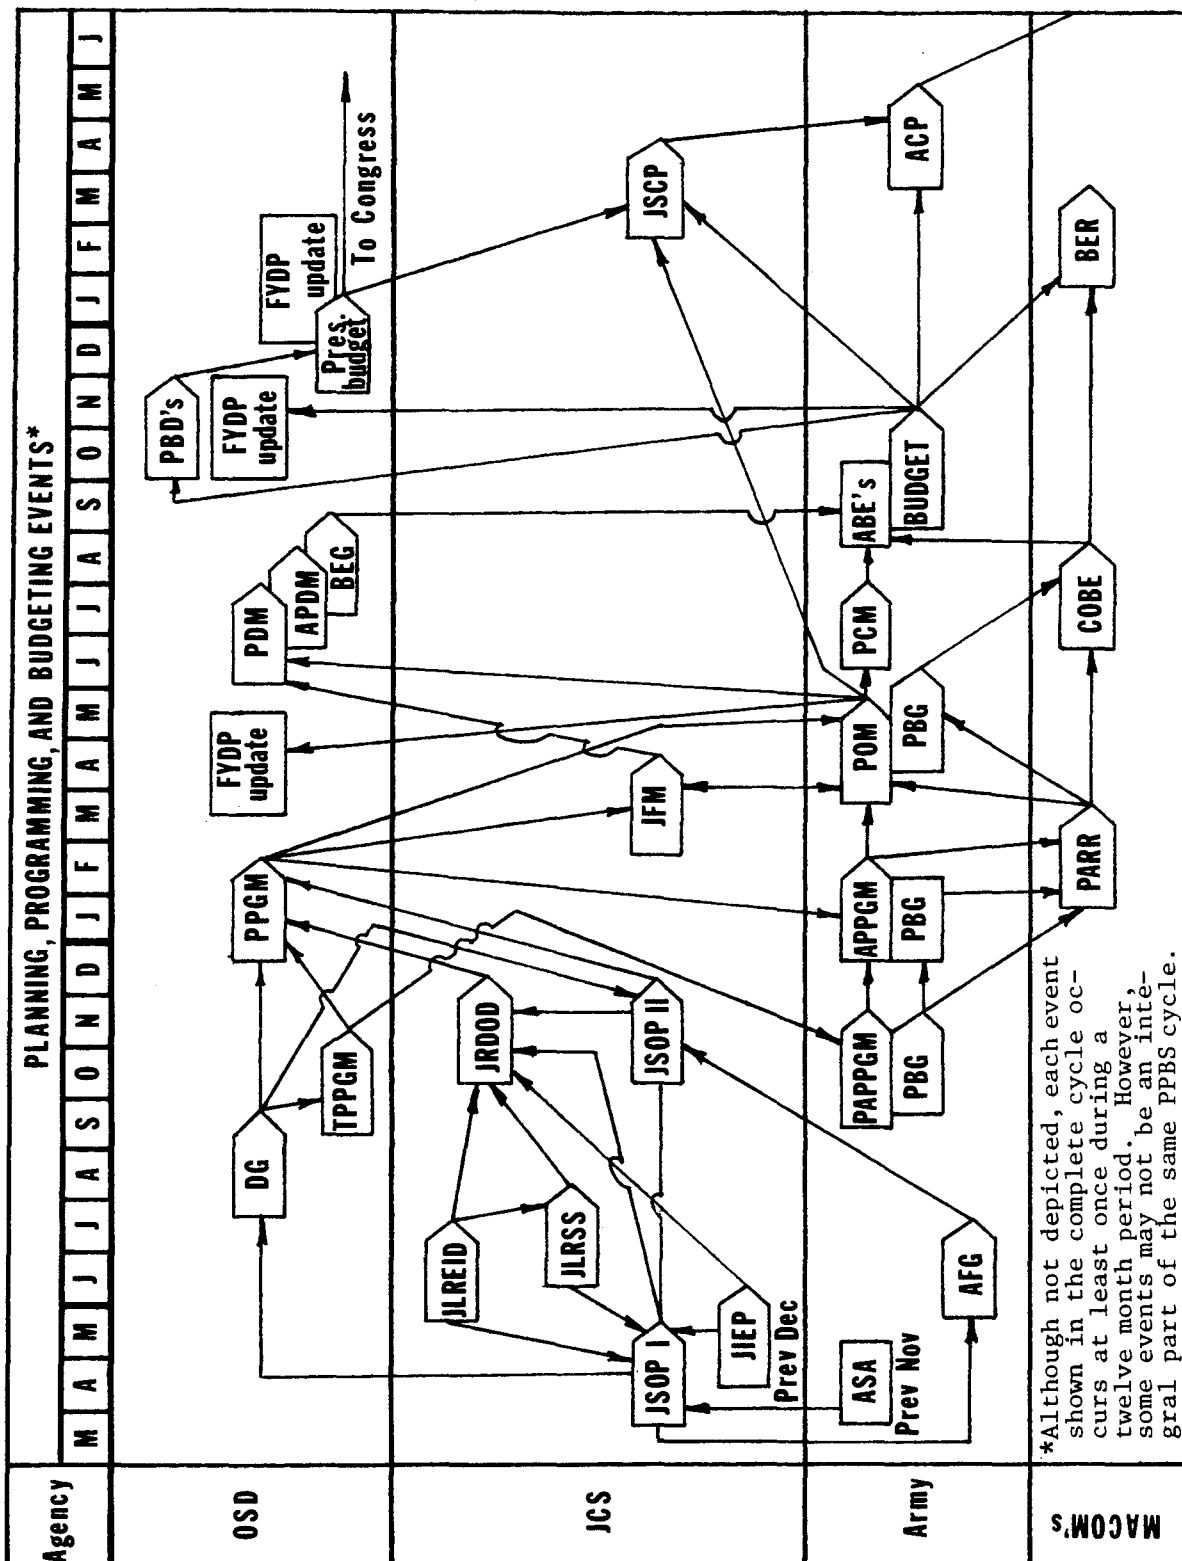 PLANNING, PROGRAMMING, AND BUDGETING EVENTS*
Agency
M A M J J A S O N D J F M A M J J A S O N D J F M A M J
OSD
DG
TPPGM
PPGM
FYDP
update
PDM
APDM
BEG
PBD's
FYDP
update
Pres.
budget
FYDP
update
To Congress
JCS
JSOP I
JLREID
JLRSS
JIEP
Prev Dec
JRDOD
JSOP II
JFM
JSCP
Army
ASA
Prev Nov
AFG
PAPPGM
PBG
APPGM
PBG
POM
PBG
PCM
ABE's
BUDGET
ACP
MACOM's
PARR
COBE
BER
*Although not depicted, each event
shown in the complete cycle oc-
curs at least once during a
twelve month period. However,
some events may not be an inte-
gral part of the same PPBS cycle.